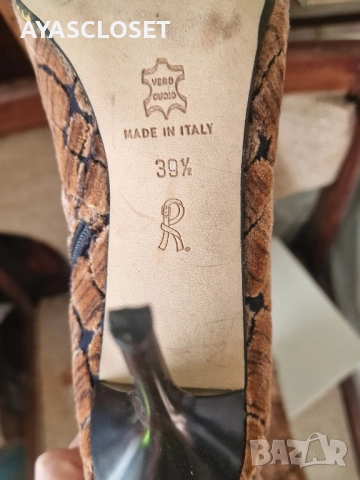 AYASCLOSET
VERO
CUOIO
MADE IN ITALY
39½
R®
BAZAR